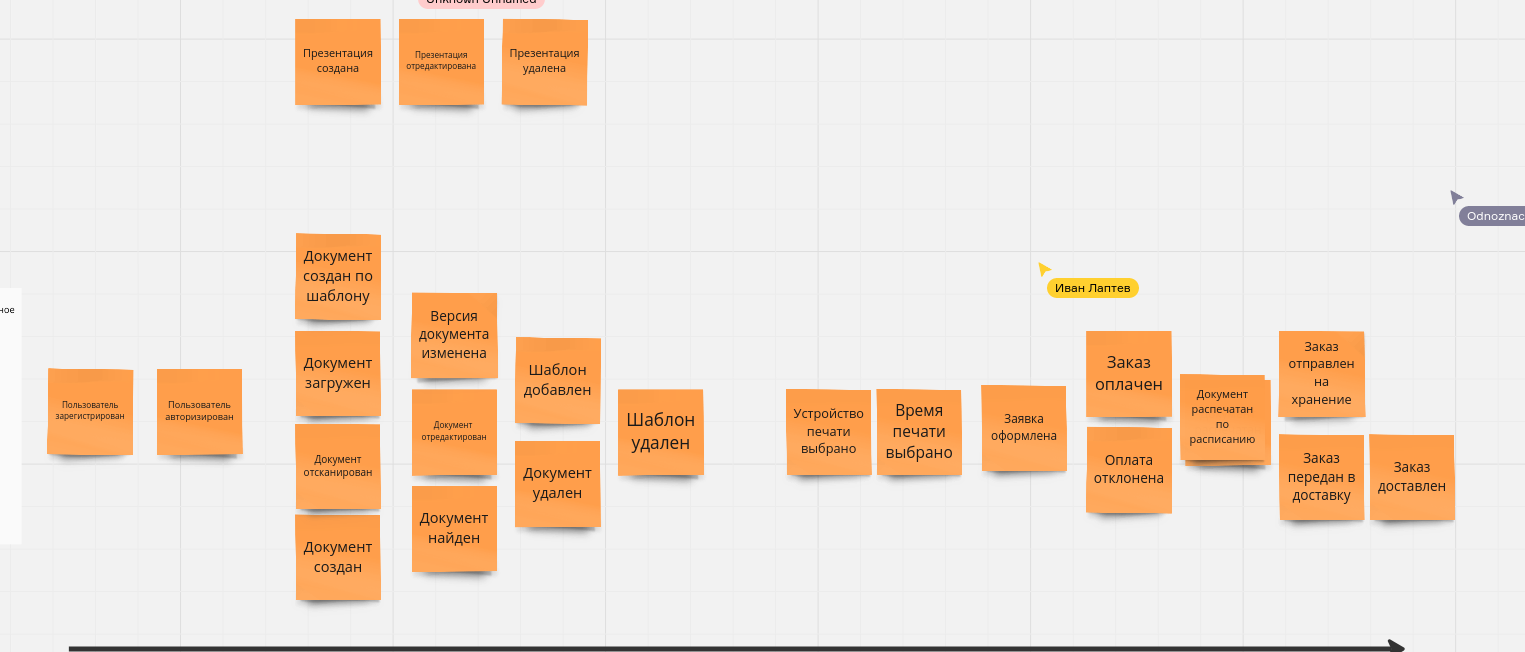 Unknown Unnamed
Презентация
создана
Презентация
отредактирована
Презентация
удалена
Odnoznac
Иван Лаптев
ное
Пользователь
зарегистрирован
Пользователь
авторизирован
Документ
создан по
шаблону
Документ
загружен
Документ
отсканирован
Документ
создан
Версия
документа
изменена
Документ
отредактирован
Документ
найден
Шаблон
добавлен
Документ
удален
Шаблон
удален
Устройство
печати
выбрано
Время
печати
выбрано
Заявка
оформлена
Заказ
оплачен
Оплата
отклонена
Документ
распечатан
по
расписанию
Заказ
отправлен
на
хранение
Заказ
передан в
доставку
Заказ
доставлен